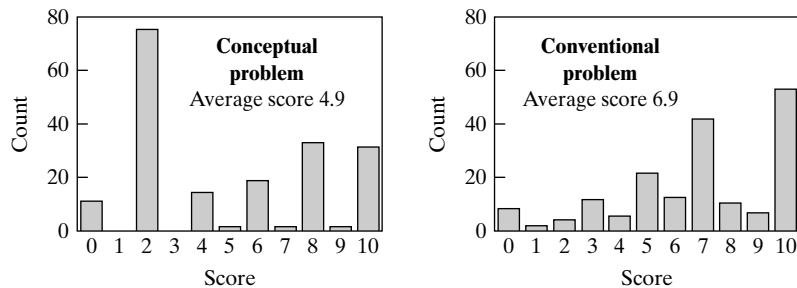 80
60
40
20
0
Count
Conceptual
problem
Average score 4.9
0 1 2 3 4 5 6 7 8 9 10
Score
80
60
40
20
0
Count
Conventional
problem
Average score 6.9
0 1 2 3 4 5 6 7 8 9 10
Score